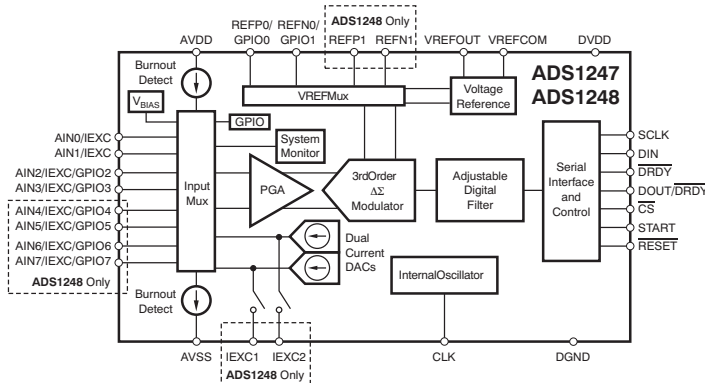 ADS1248 Only
REFP0/ REFN0/
GPIO0 GPIO1 REFP1 REFN1
AVDD VREFOUT VREFCOM DVDD
Burnout
Detect
VBIAS
VREFMux
Voltage
Reference
ADS1247
ADS1248
GPIO
System
Monitor
AIN0/IEXC
AIN1/IEXC
AIN2/IEXC/GPIO2
AIN3/IEXC/GPIO3
AIN4/IEXC/GPIO4
AIN5/IEXC/GPIO5
AIN6/IEXC/GPIO6
AIN7/IEXC/GPIO7
ADS1248 Only
Input
Mux
PGA
3rdOrder
ΔΣ
Modulator
Adjustable
Digital
Filter
Serial
Interface
and
Control
SCLK
DIN
DRDY
DOUT/DRDY
CS
START
RESET
Dual
Current
DACs
InternalOscillator
Burnout
Detect
AVSS IEXC1 IEXC2 CLK DGND
ADS1248 Only